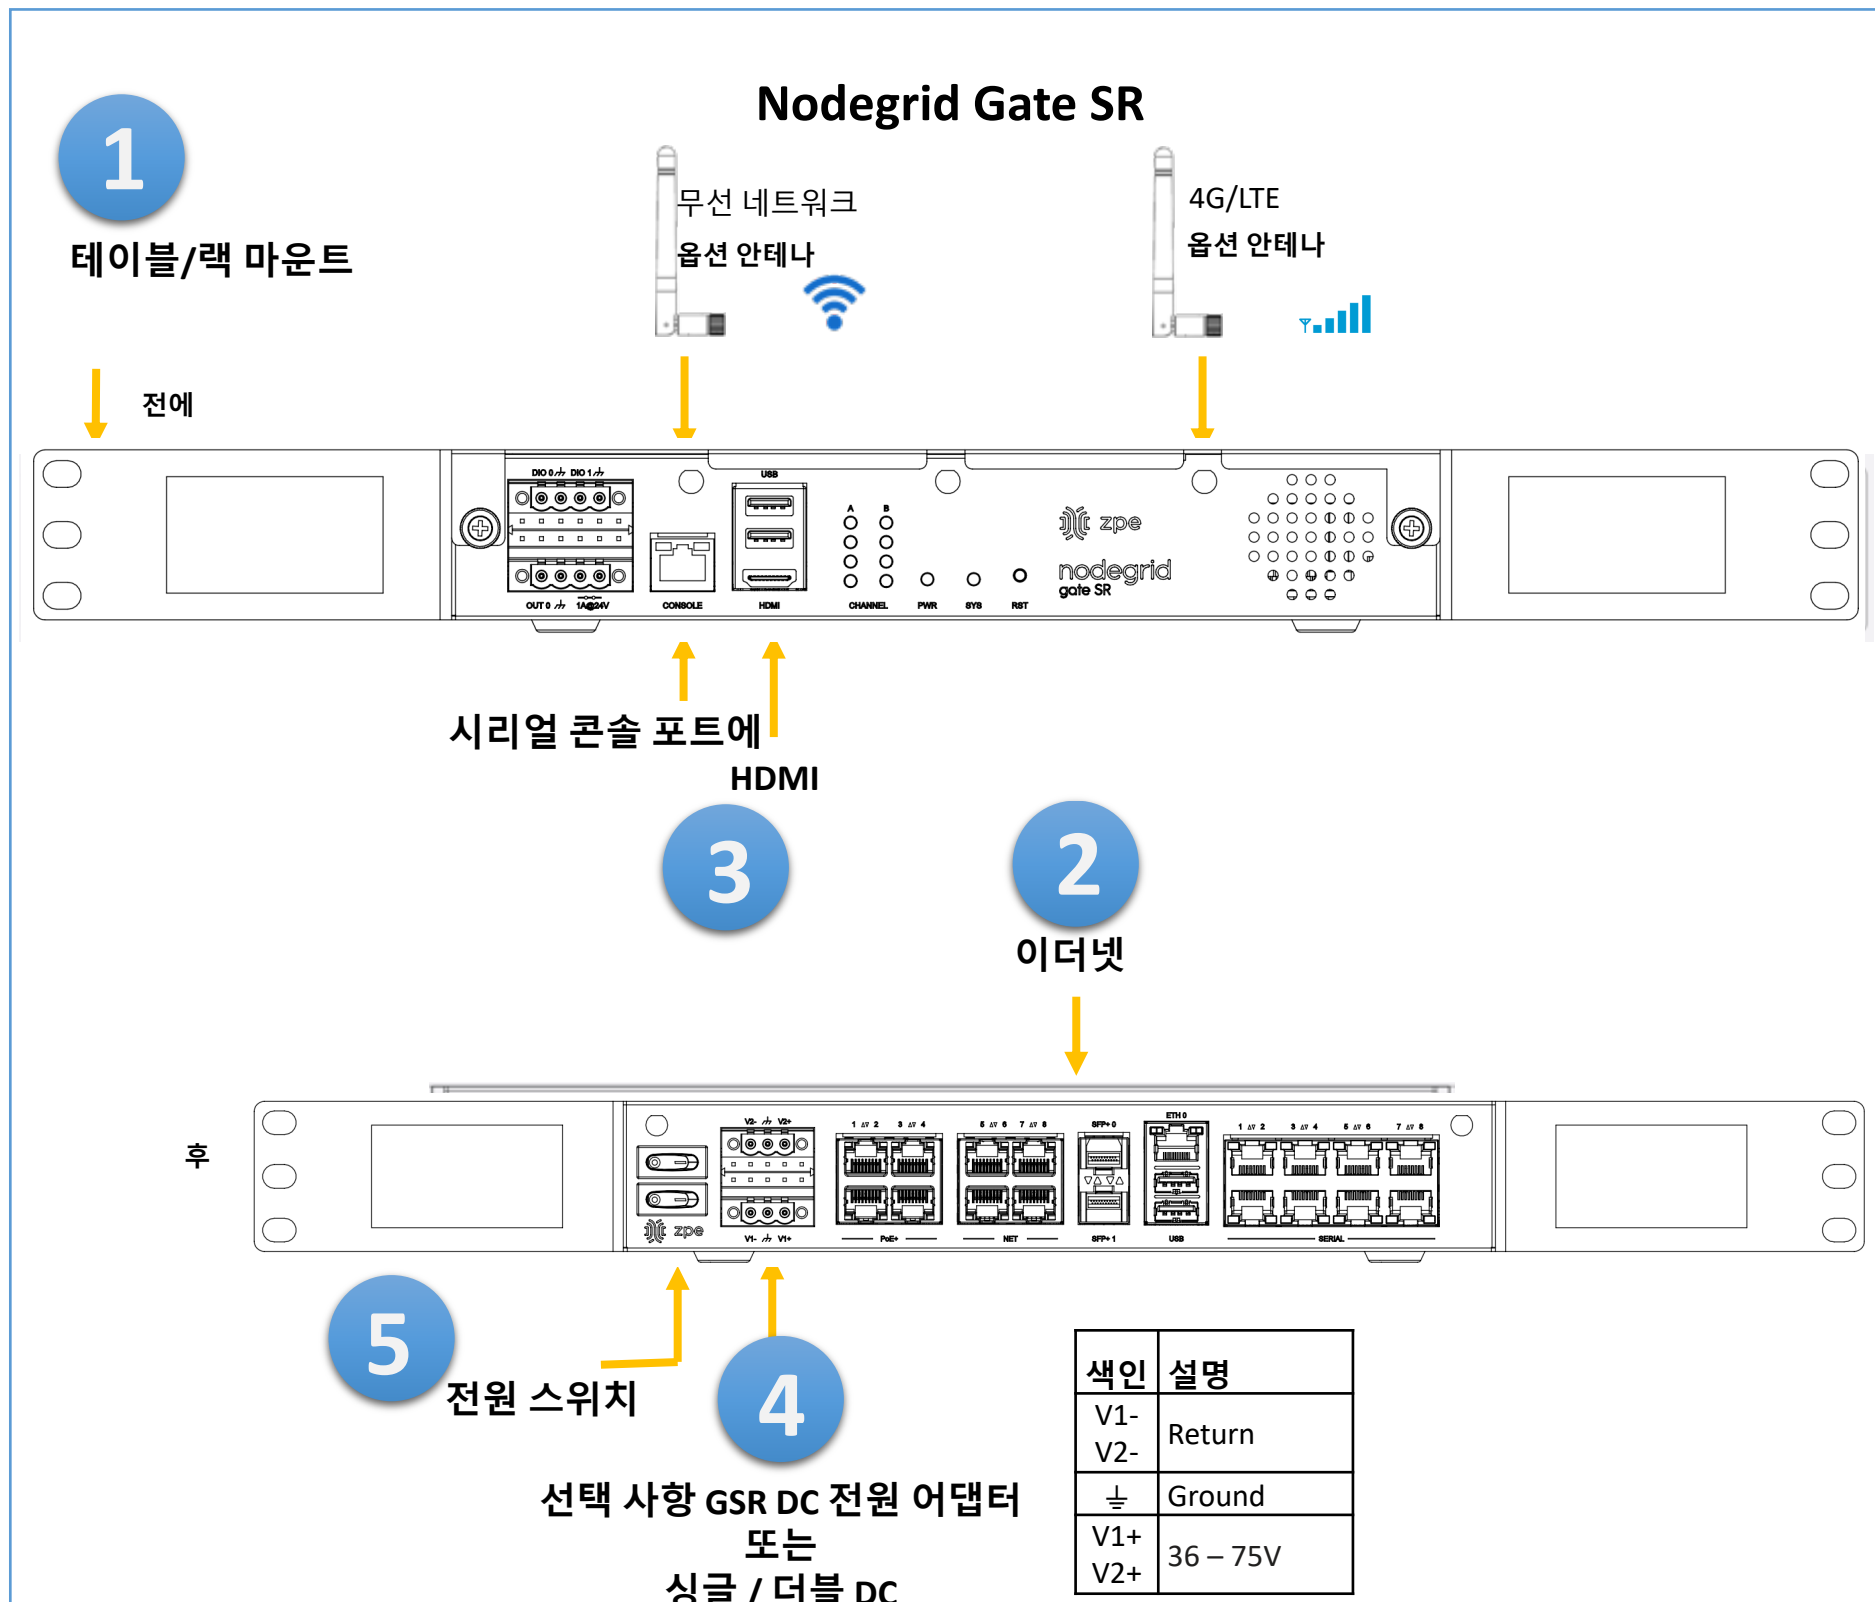 Nodegrid Gate SR
1
테이블/랙 마운트
무선 네트워크
옵션 안테나
4G/LTE
옵션 안테나
전에
DIO 0 DIO 1
USB
A B
zpe
nodegrid
gate SR
OUT 0 1A@24V
CONSOLE
HDMI
CHANNEL
PWR
SYS
RST
시리얼 콘솔 포트에
HDMI
3
2
이더넷
후
V2- V2+
1 2 3 4
5 6 7 8
SFP+ 0
ETH 0
1 2 3 4 5 6 7 8
zpe
V1- V1+
PoE+
NET
SFP+ 1
USB
SERIAL
5
전원 스위치
4
선택 사항 GSR DC 전원 어댑터
또는
싱글 / 더블 DC
색인 설명
V1-
V2-
Return
Ground
V1+
V2+
36 – 75V